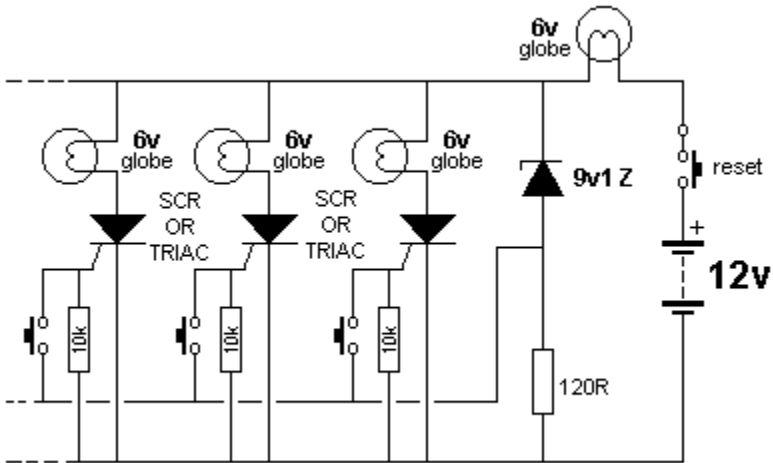 6v
globe
6v
globe
6v
globe
6v
globe
SCR
OR
TRIAC
SCR
OR
TRIAC
9v1 Z
reset
+
12v
10k
10k
10k
120R